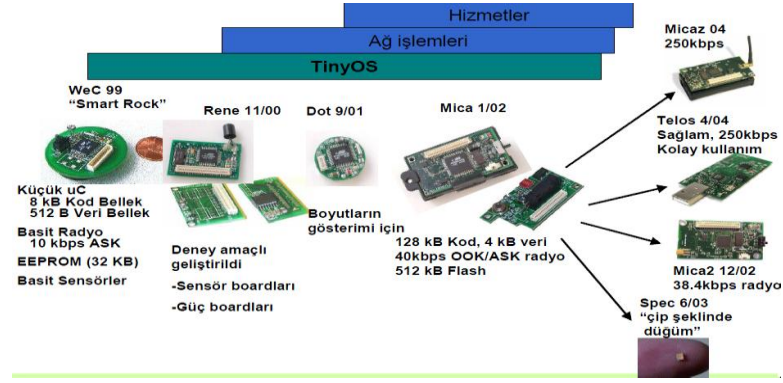 Hizmetler
Ağ işlemleri
TinyOS
WeC 99
“Smart Rock”
Küçük uC
8 kB Kod Bellek
512 B Veri Bellek
Basit Radyo
10 kbps ASK
EEPROM (32 KB)
Basit Sensörler
Rene 11/00
Deney amaçlı
geliştirildi
-Sensör boardları
-Güç boardları
Dot 9/01
Boyutların
gösterimi için
Mica 1/02
128 kB Kod, 4 kB veri
40kbps OOK/ASK radyo
512 kB Flash
Micaz 04
250kbps
Telos 4/04
Sağlam, 250kbps
Kolay kullanım
Mica2 12/02
38.4kbps radyo
Spec 6/03
“çip şeklinde
düğüm”